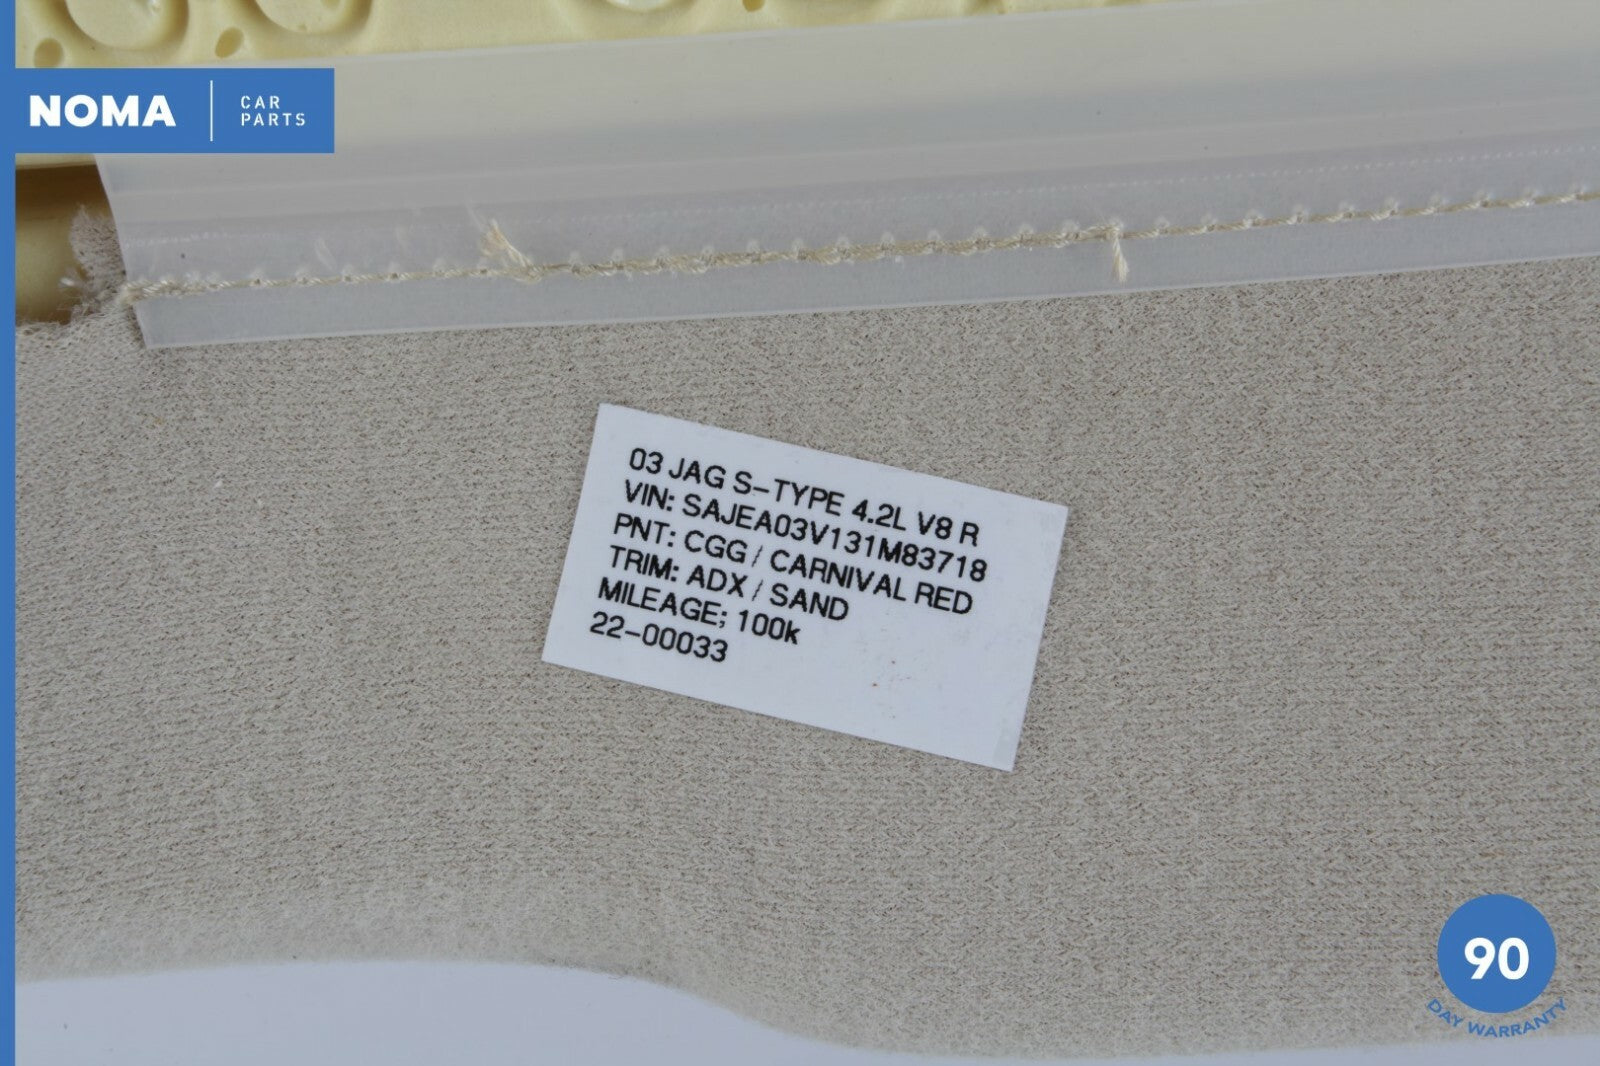 NOMA
CAR
PARTS
03 JAG S-TYPE 4.2L V8 R
VIN: SAJEA03V131M83718
PNT: CGG / CARNIVAL RED
TRIM: ADX / SAND
MILEAGE; 100k
22-00033
90
DAY WARRANTY